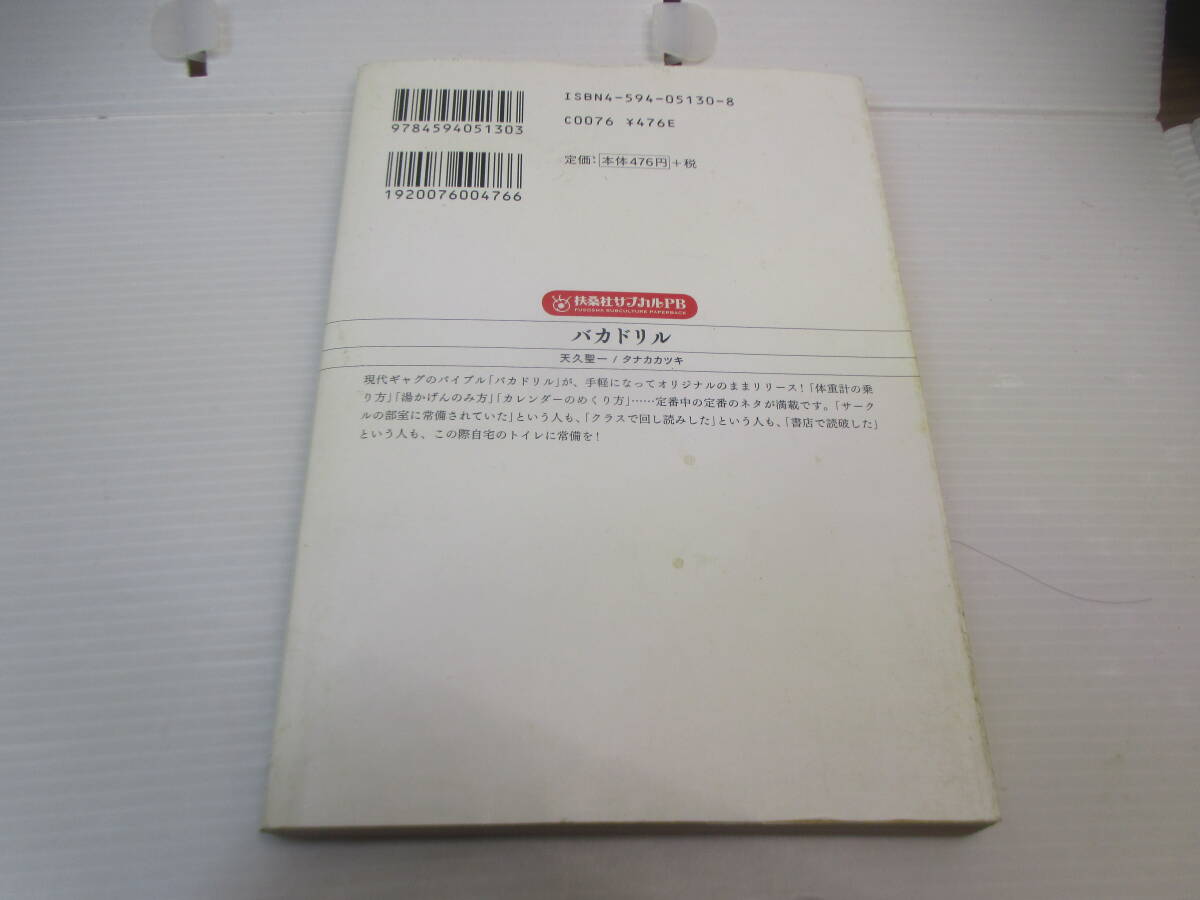 ISBN4-594-05130-8
C0076 ¥476E
9784594051303
定価:本体476円+税
1920076004766
扶桑社サブカルPB
FUSOSHA SUBCULTURE PAPERBACK
バカドリル
天久聖一 / タナカカツキ
現代ギャグのバイブル「バカドリル」が、手軽になってオリジナルのままリリース!「体重計の乗
り方」「湯かげんのみ方」「カレンダーのめくり方」……定番中の定番のネタが満載です。「サーク
ルの部室に常備されていた」という人も、「クラスで回し読みした」という人も、「書店で読破した」
という人も、この際自宅のトイレに常備を!